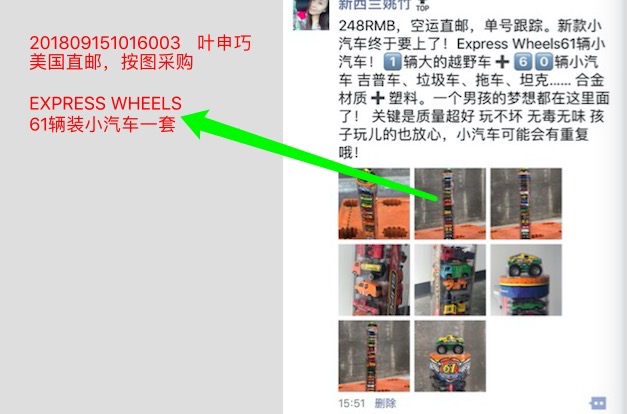 201809151016003 叶申巧
美国直邮，按图采购
EXPRESS WHEELS
61辆装小汽车一套
新西兰姚竹
TOP
248RMB，空运直邮，单号跟踪。新款小
汽车终于要上了！Express Wheels61辆小
汽车！1️⃣辆大的越野车➕6️⃣0️⃣辆小汽
车 吉普车、垃圾车、拖车、坦克...... 合金
材质➕塑料。一个男孩的梦想都在这里面
了！ 关键是质量超好 玩不坏 无毒无味 孩
子玩儿的也放心，小汽车可能会有重复
哦！
61
15:51 删除